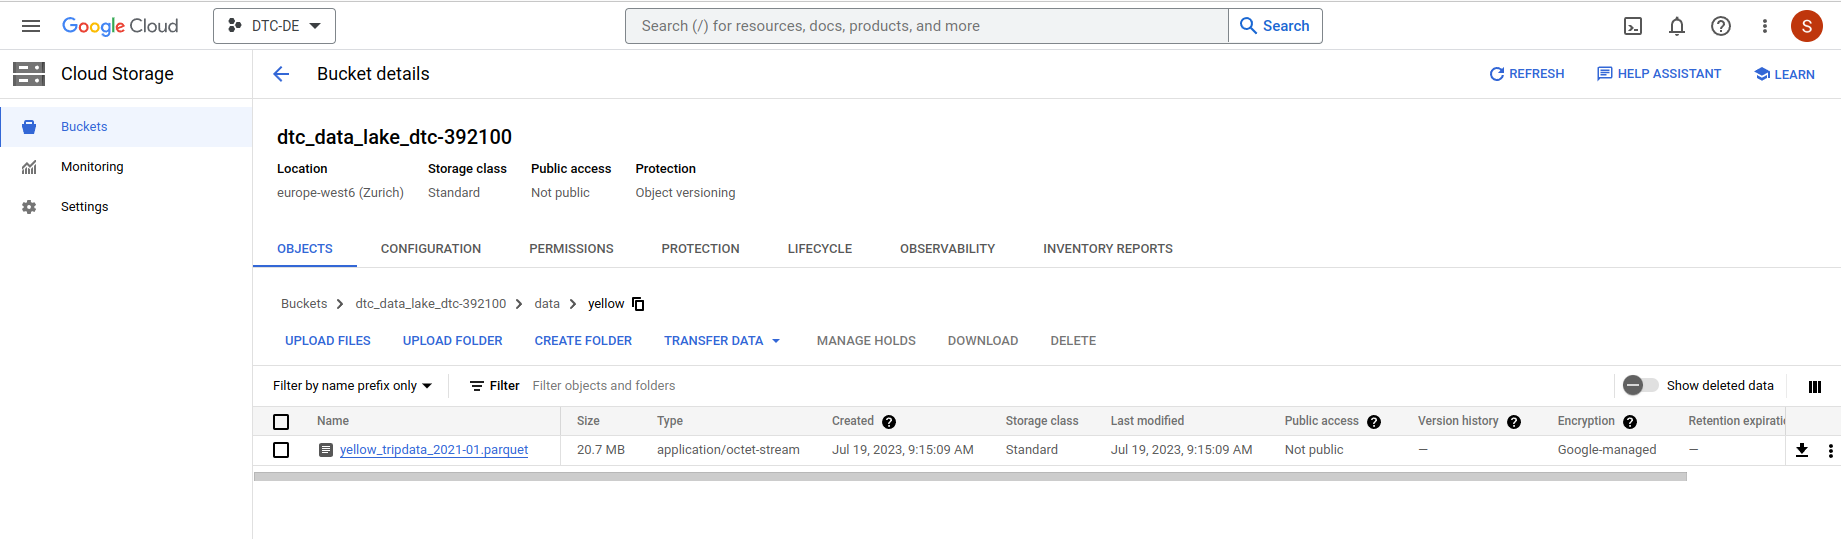 Google Cloud DTC-DE Search (/) for resources, docs, products, and more Search S
Cloud Storage Bucket details REFRESH HELP ASSISTANT LEARN
Buckets
Monitoring
Settings
dtc_data_lake_dtc-392100
Location Storage class Public access Protection
europe-west6 (Zurich) Standard Not public Object versioning
OBJECTS CONFIGURATION PERMISSIONS PROTECTION LIFECYCLE OBSERVABILITY INVENTORY REPORTS
Buckets > dtc_data_lake_dtc-392100 > data > yellow
UPLOAD FILES UPLOAD FOLDER CREATE FOLDER TRANSFER DATA MANAGE HOLDS DOWNLOAD DELETE
Filter by name prefix only Filter Filter objects and folders Show deleted data
Name Size Type Created Storage class Last modified Public access Version history Encryption Retention expirati
yellow_tripdata_2021-01.parquet 20.7 MB application/octet-stream Jul 19, 2023, 9:15:09 AM Standard Jul 19, 2023, 9:15:09 AM Not public — Google-managed —